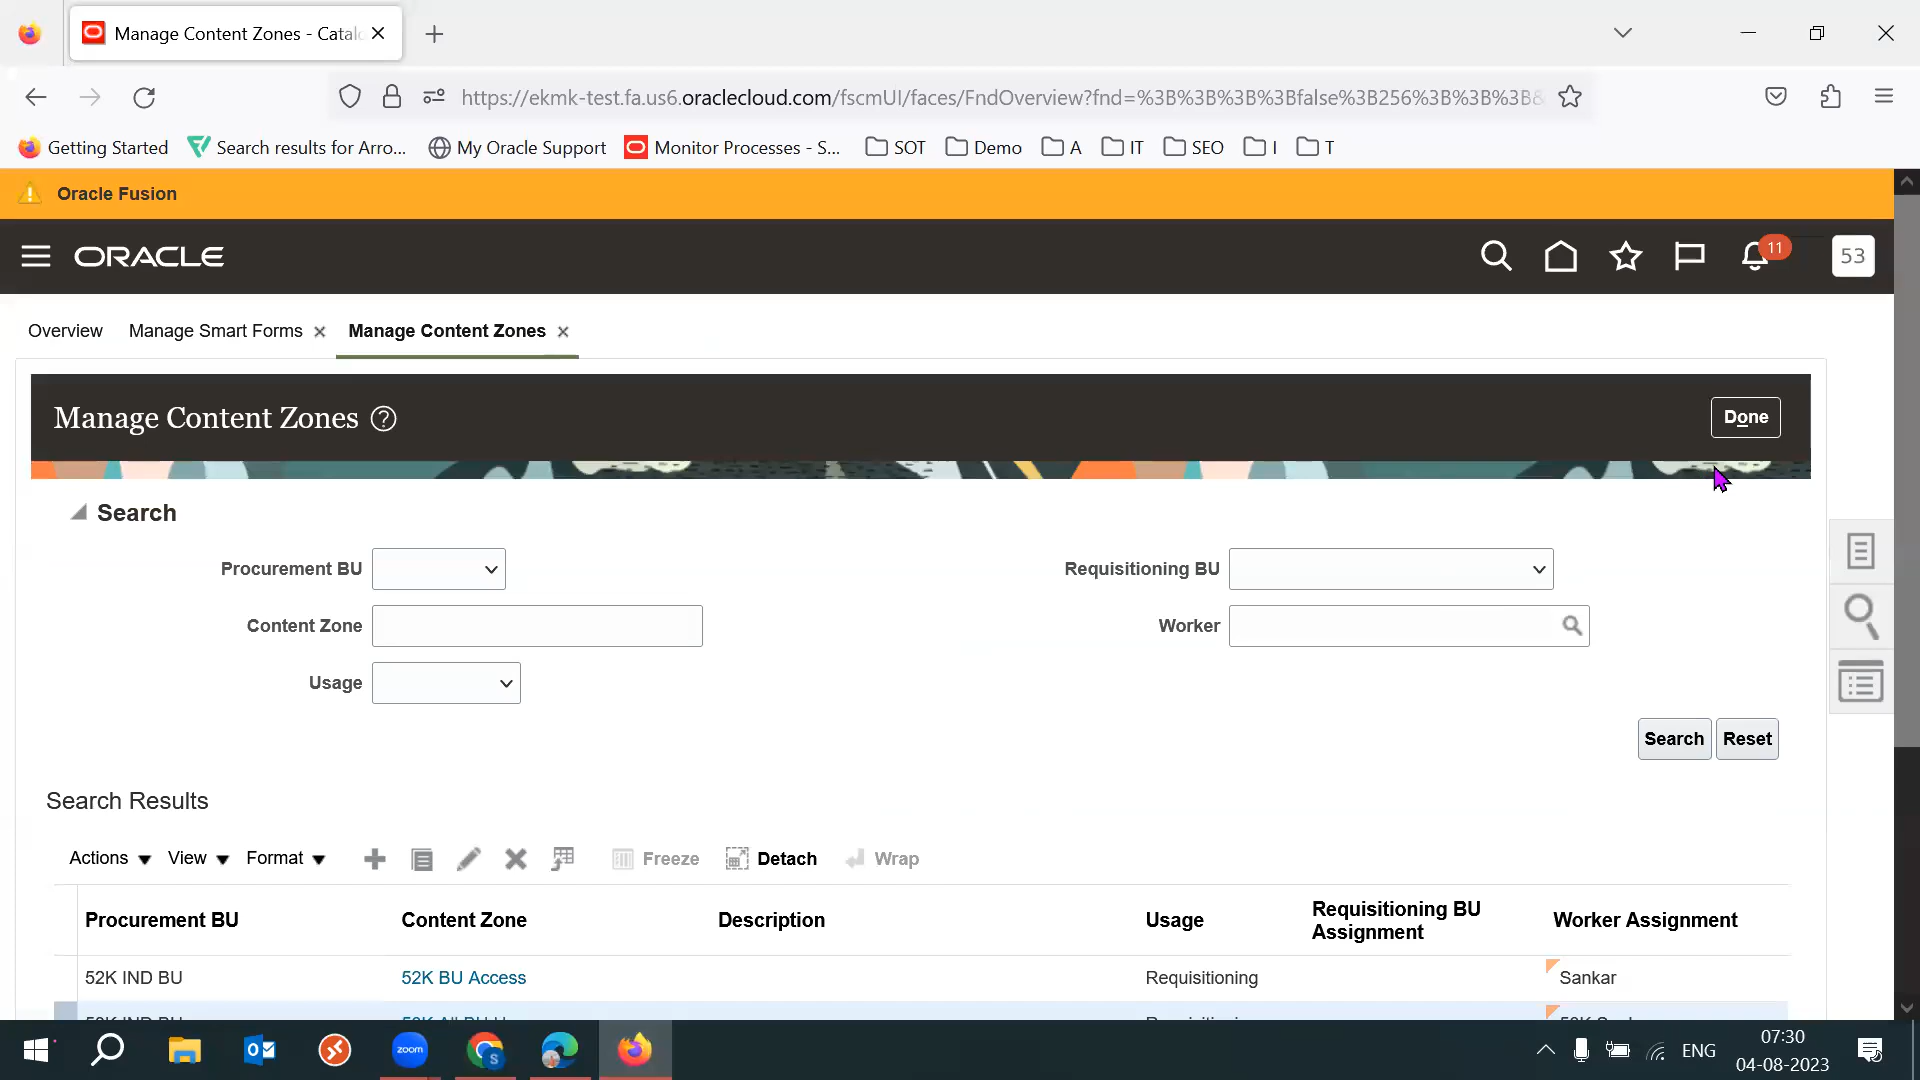 Manage Content Zones - Catal
https://ekmk-test.fa.us6.oraclecloud.com/fscmUI/faces/FndOverview?fnd=%3B%3B%3B%3Bfalse%3B256%3B%3B%3B&
Getting Started
Search results for Arro...
My Oracle Support
Monitor Processes - S...
SOT
Demo
A
IT
SEO
I
T
Oracle Fusion
ORACLE
11
53
Overview
Manage Smart Forms
Manage Content Zones
Manage Content Zones
Done
Search
Procurement BU
Requisitioning BU
Content Zone
Worker
Usage
Search
Reset
Search Results
Actions
View
Format
Freeze
Detach
Wrap
Procurement BU
Content Zone
Description
Usage
Requisitioning BU
Assignment
Worker Assignment
52K IND BU
52K BU Access
Requisitioning
Sankar
zoom
S
ENG
07:30
04-08-2023